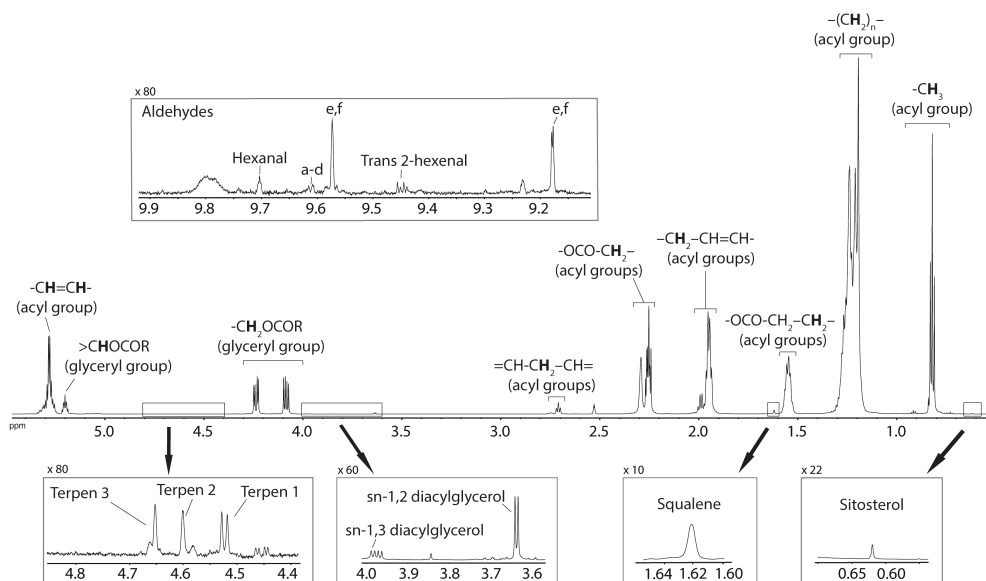 –(CH2)n–
(acyl group)
-CH3
(acyl group)
x 80
Aldehydes
e,f
e,f
Hexanal
a-d
Trans 2-hexenal
9.9 9.8 9.7 9.6 9.5 9.4 9.3 9.2
-OCO-CH2–
(acyl groups)
–CH2–CH=CH-
(acyl groups)
-CH=CH-
(acyl group)
>CHOCOR
(glyceryl group)
-CH2OCOR
(glyceryl group)
=CH-CH2–CH=
(acyl groups)
-OCO-CH2–CH2–
(acyl groups)
ppm 5.0 4.5 4.0 3.5 3.0 2.5 2.0 1.5 1.0
x 80
Terpen 3
Terpen 2
Terpen 1
4.8 4.7 4.6 4.5 4.4
x 60
sn-1,2 diacylglycerol
sn-1,3 diacylglycerol
4.0 3.9 3.8 3.7 3.6
x 10
Squalene
1.64 1.62 1.60
x 22
Sitosterol
0.65 0.60